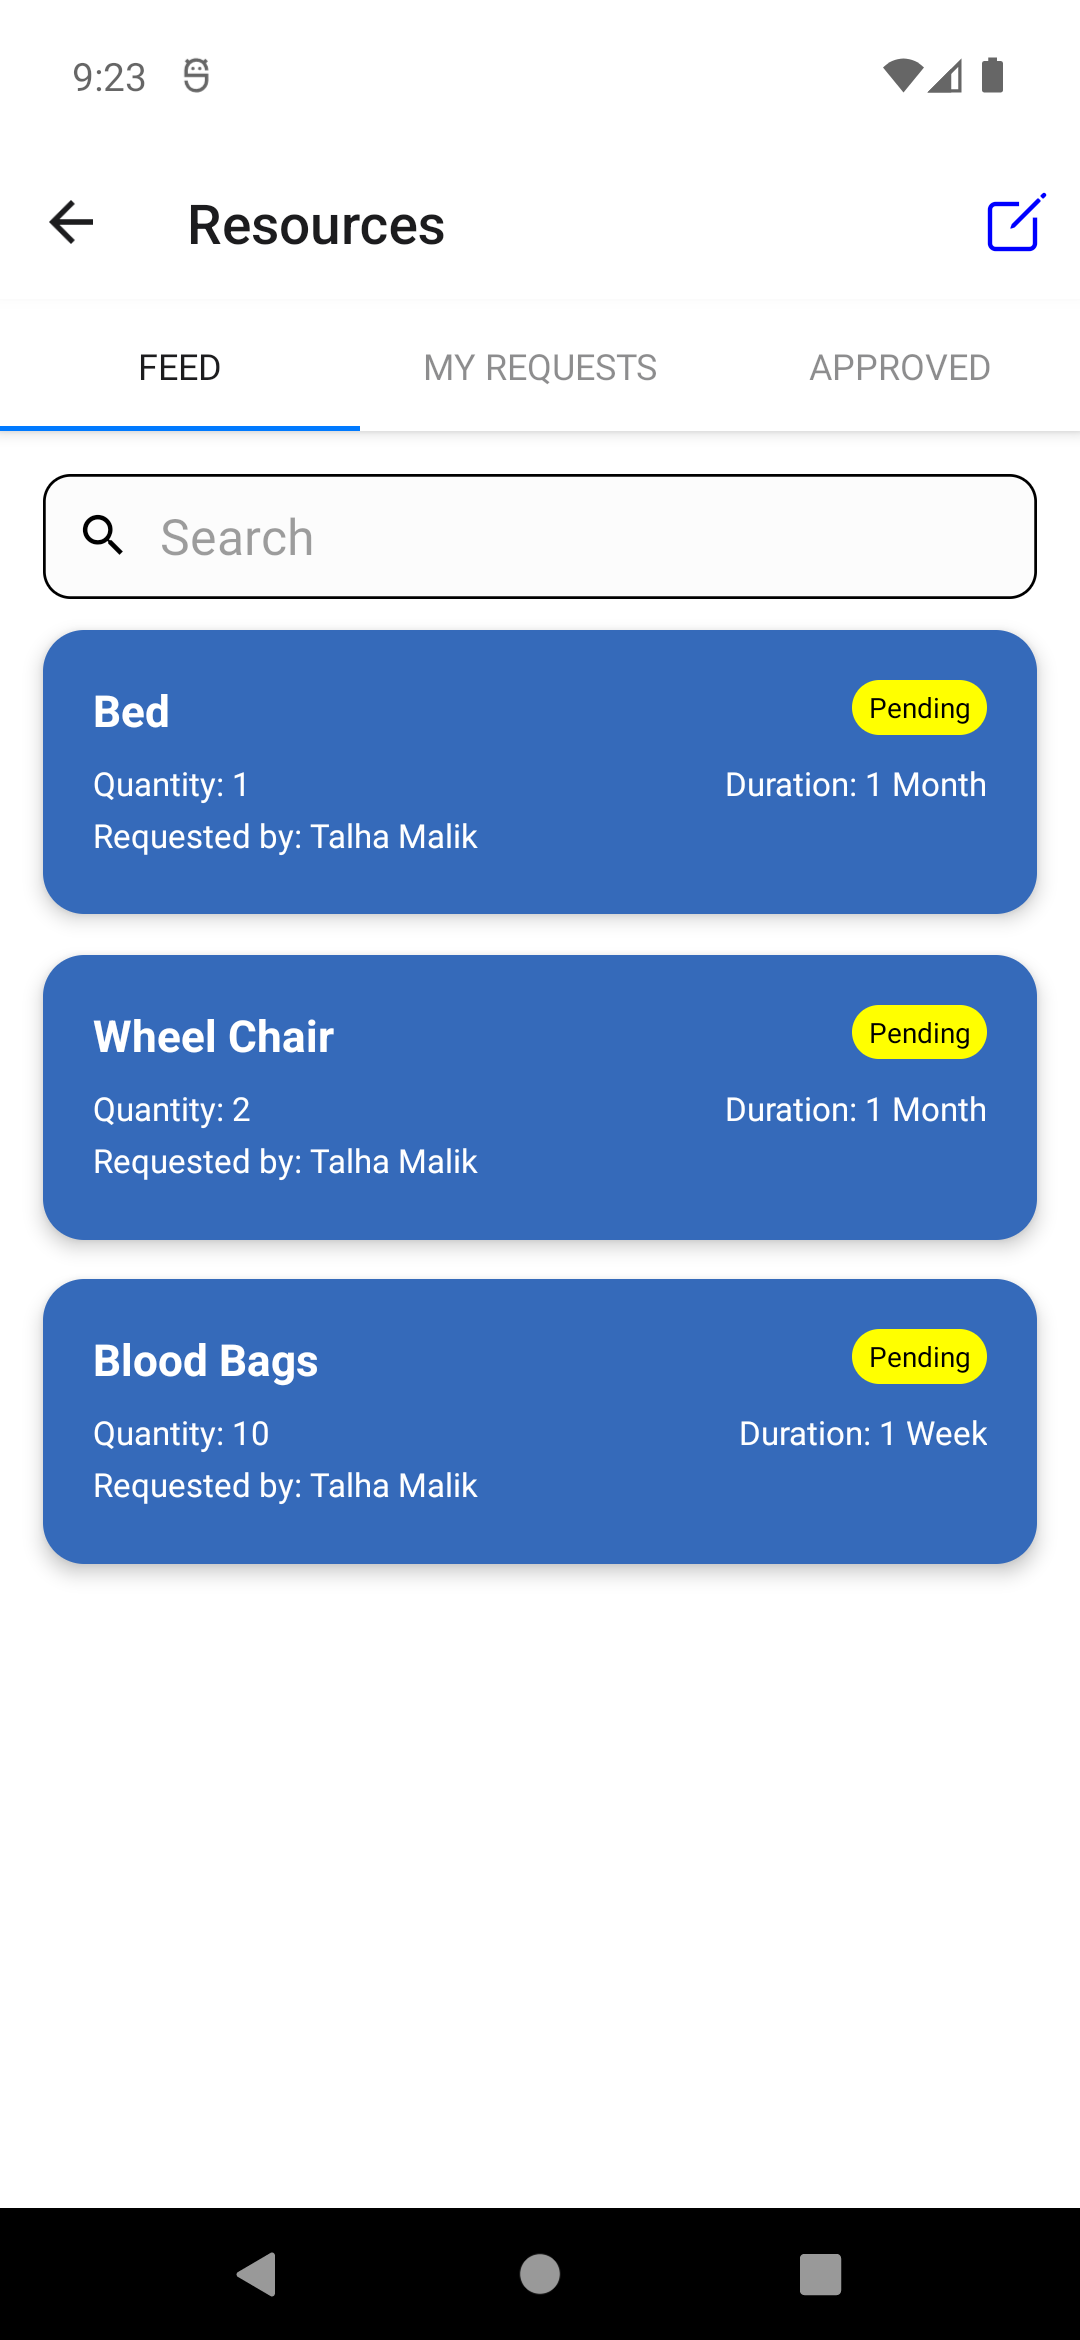 9:23
Resources
FEED MY REQUESTS APPROVED
Search
Bed Pending
Quantity: 1 Duration: 1 Month
Requested by: Talha Malik
Wheel Chair Pending
Quantity: 2 Duration: 1 Month
Requested by: Talha Malik
Blood Bags Pending
Quantity: 10 Duration: 1 Week
Requested by: Talha Malik